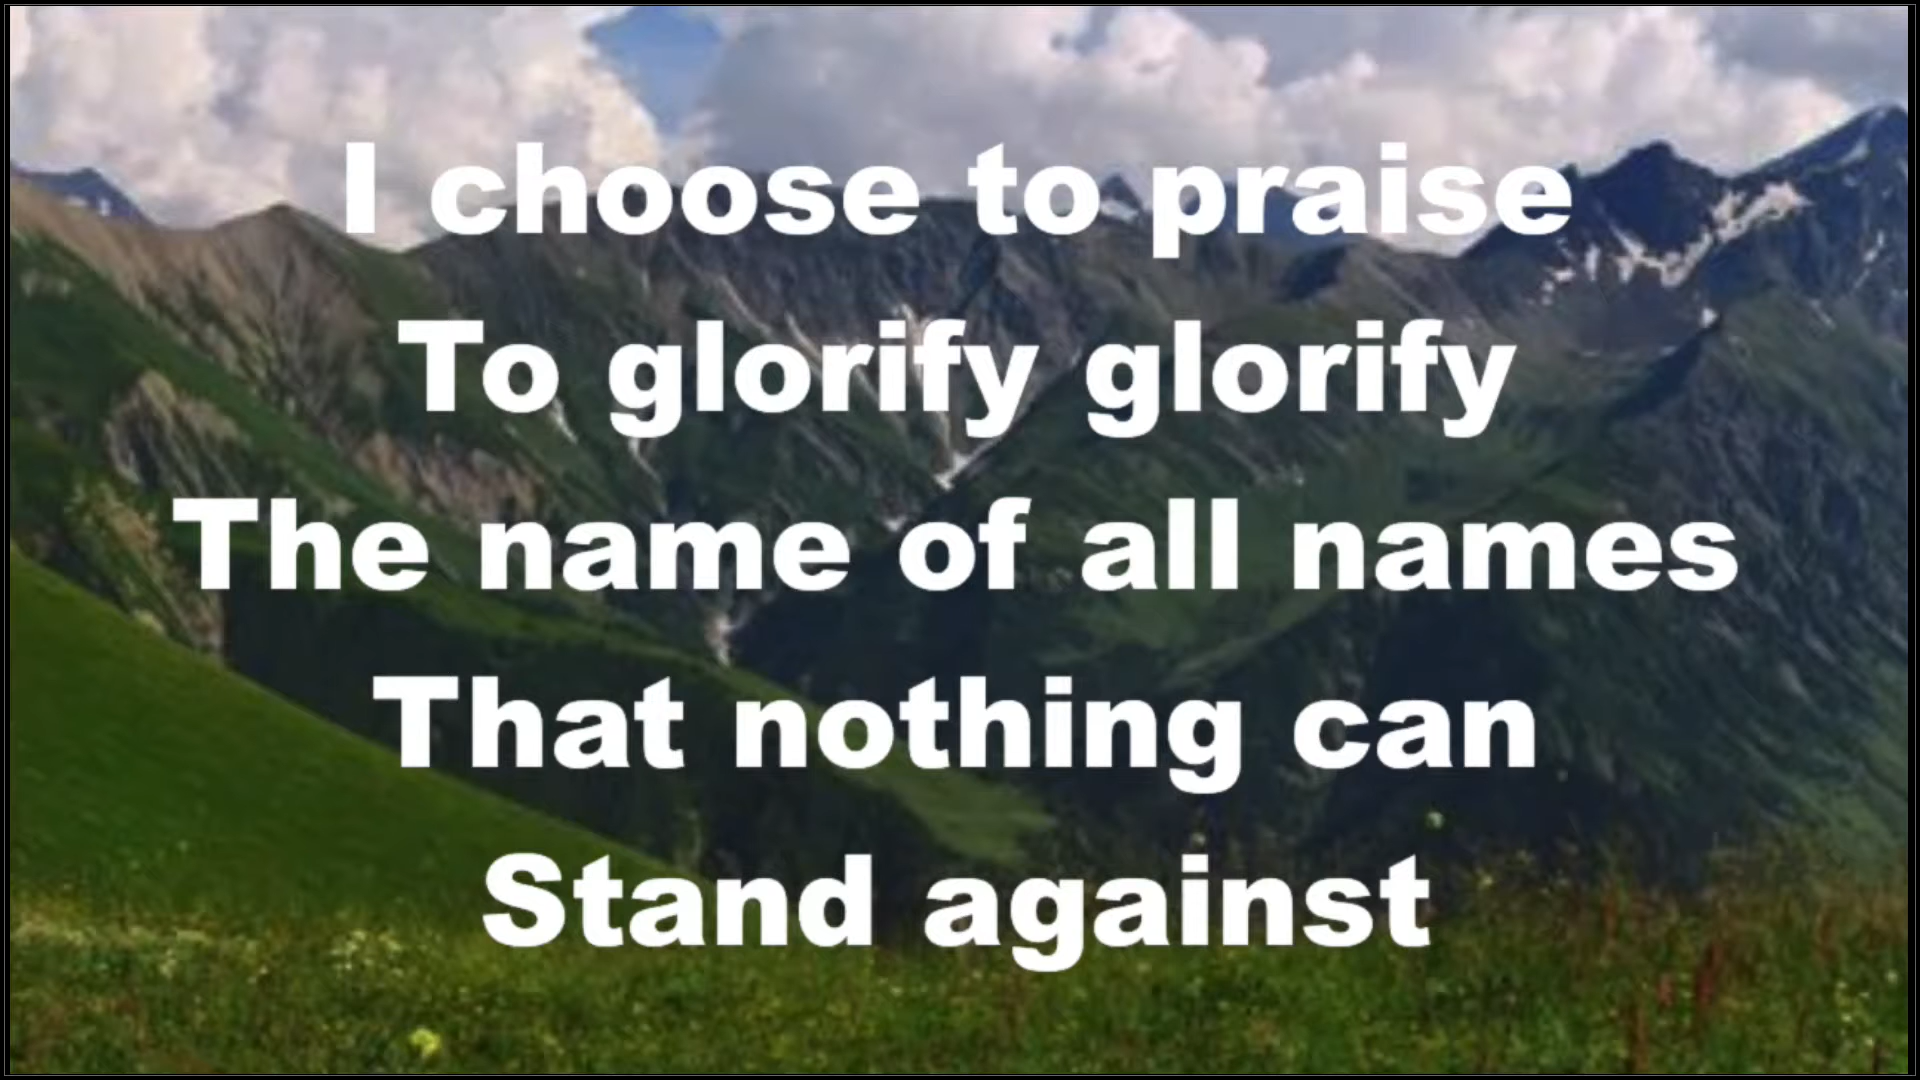 I choose to praise
To glorify glorify
The name of all names
That nothing can
Stand against